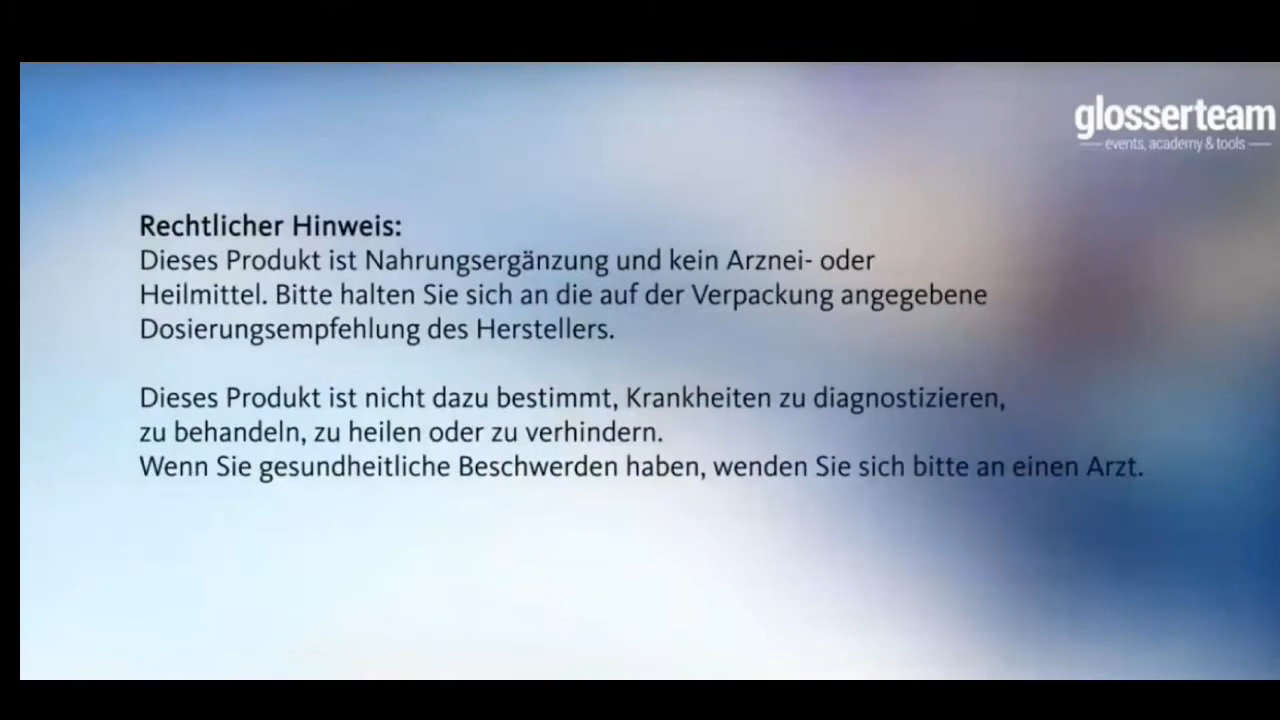 glosserteam
events, academy & tools
Rechtlicher Hinweis:
Dieses Produkt ist Nahrungsergänzung und kein Arznei- oder
Heilmittel. Bitte halten Sie sich an die auf der Verpackung angegebene
Dosierungsempfehlung des Herstellers.
Dieses Produkt ist nicht dazu bestimmt, Krankheiten zu diagnostizieren,
zu behandeln, zu heilen oder zu verhindern.
Wenn Sie gesundheitliche Beschwerden haben, wenden Sie sich bitte an einen Arzt.